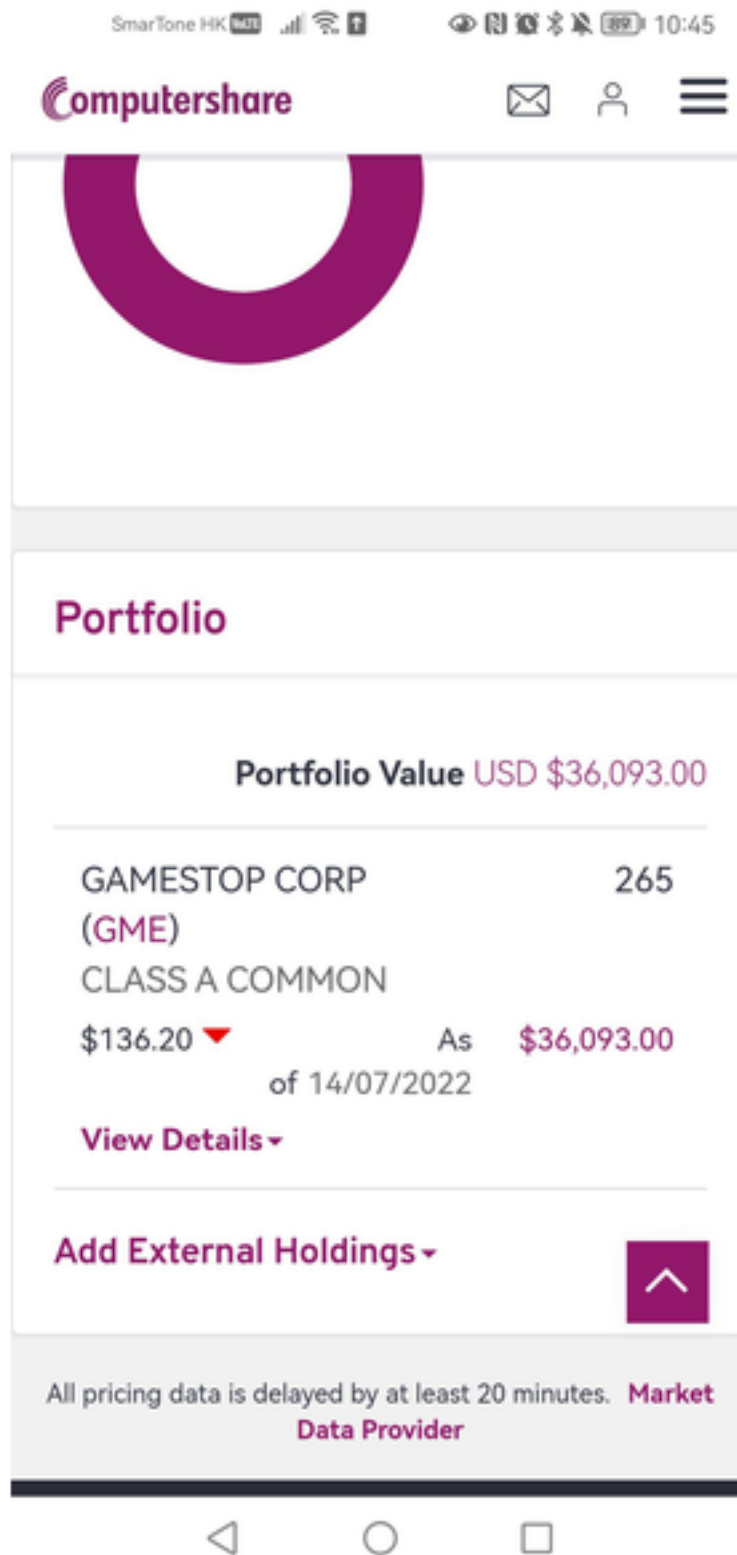 SmarTone HK VoLTE 89 10:45
Computershare
Portfolio
Portfolio Value USD $36,093.00
GAMESTOP CORP 265
(GME)
CLASS A COMMON
$136.20 As $36,093.00
of 14/07/2022
View Details
Add External Holdings
All pricing data is delayed by at least 20 minutes. Market
Data Provider